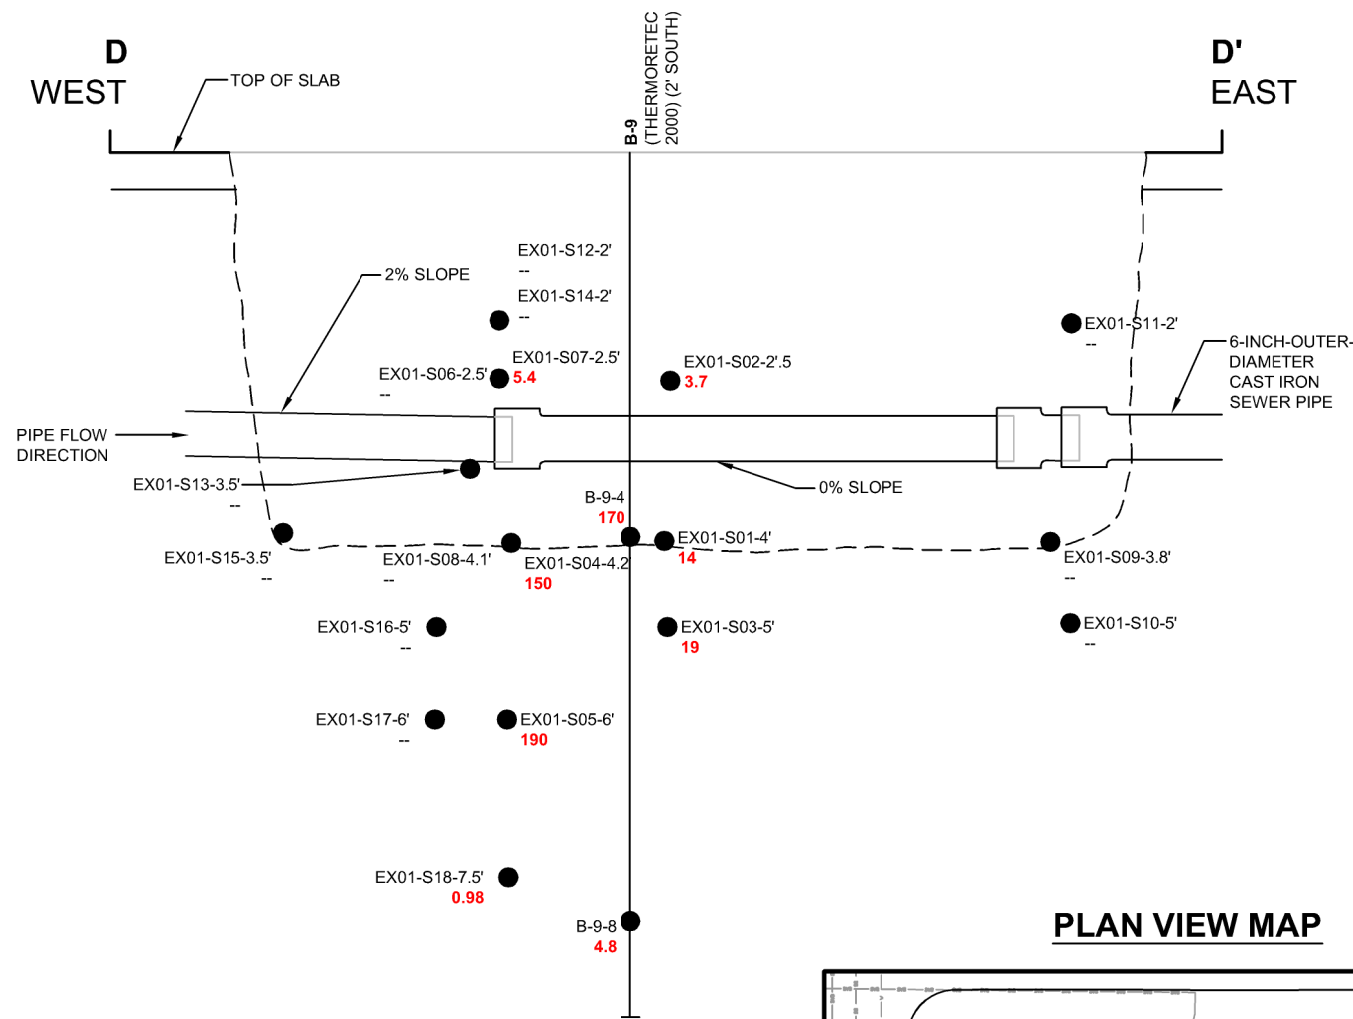 D
WEST
TOP OF SLAB
B-9
(THERMORETEC
2000) (2' SOUTH)
D'
EAST
EX01-S12-2'
--
2% SLOPE
EX01-S14-2'
--
EX01-S11-2'
--
6-INCH-OUTER-
DIAMETER
CAST IRON
SEWER PIPE
EX01-S07-2.5'
5.4
EX01-S06-2.5'
--
EX01-S02-2'.5
3.7
PIPE FLOW
DIRECTION
EX01-S13-3.5'
--
0% SLOPE
B-9-4
170
EX01-S01-4'
14
EX01-S15-3.5'
--
EX01-S08-4.1'
--
EX01-S04-4.2'
150
EX01-S09-3.8'
--
EX01-S16-5'
--
EX01-S03-5'
19
EX01-S10-5'
--
EX01-S17-6'
--
EX01-S05-6'
190
EX01-S18-7.5'
0.98
B-9-8
4.8
PLAN VIEW MAP